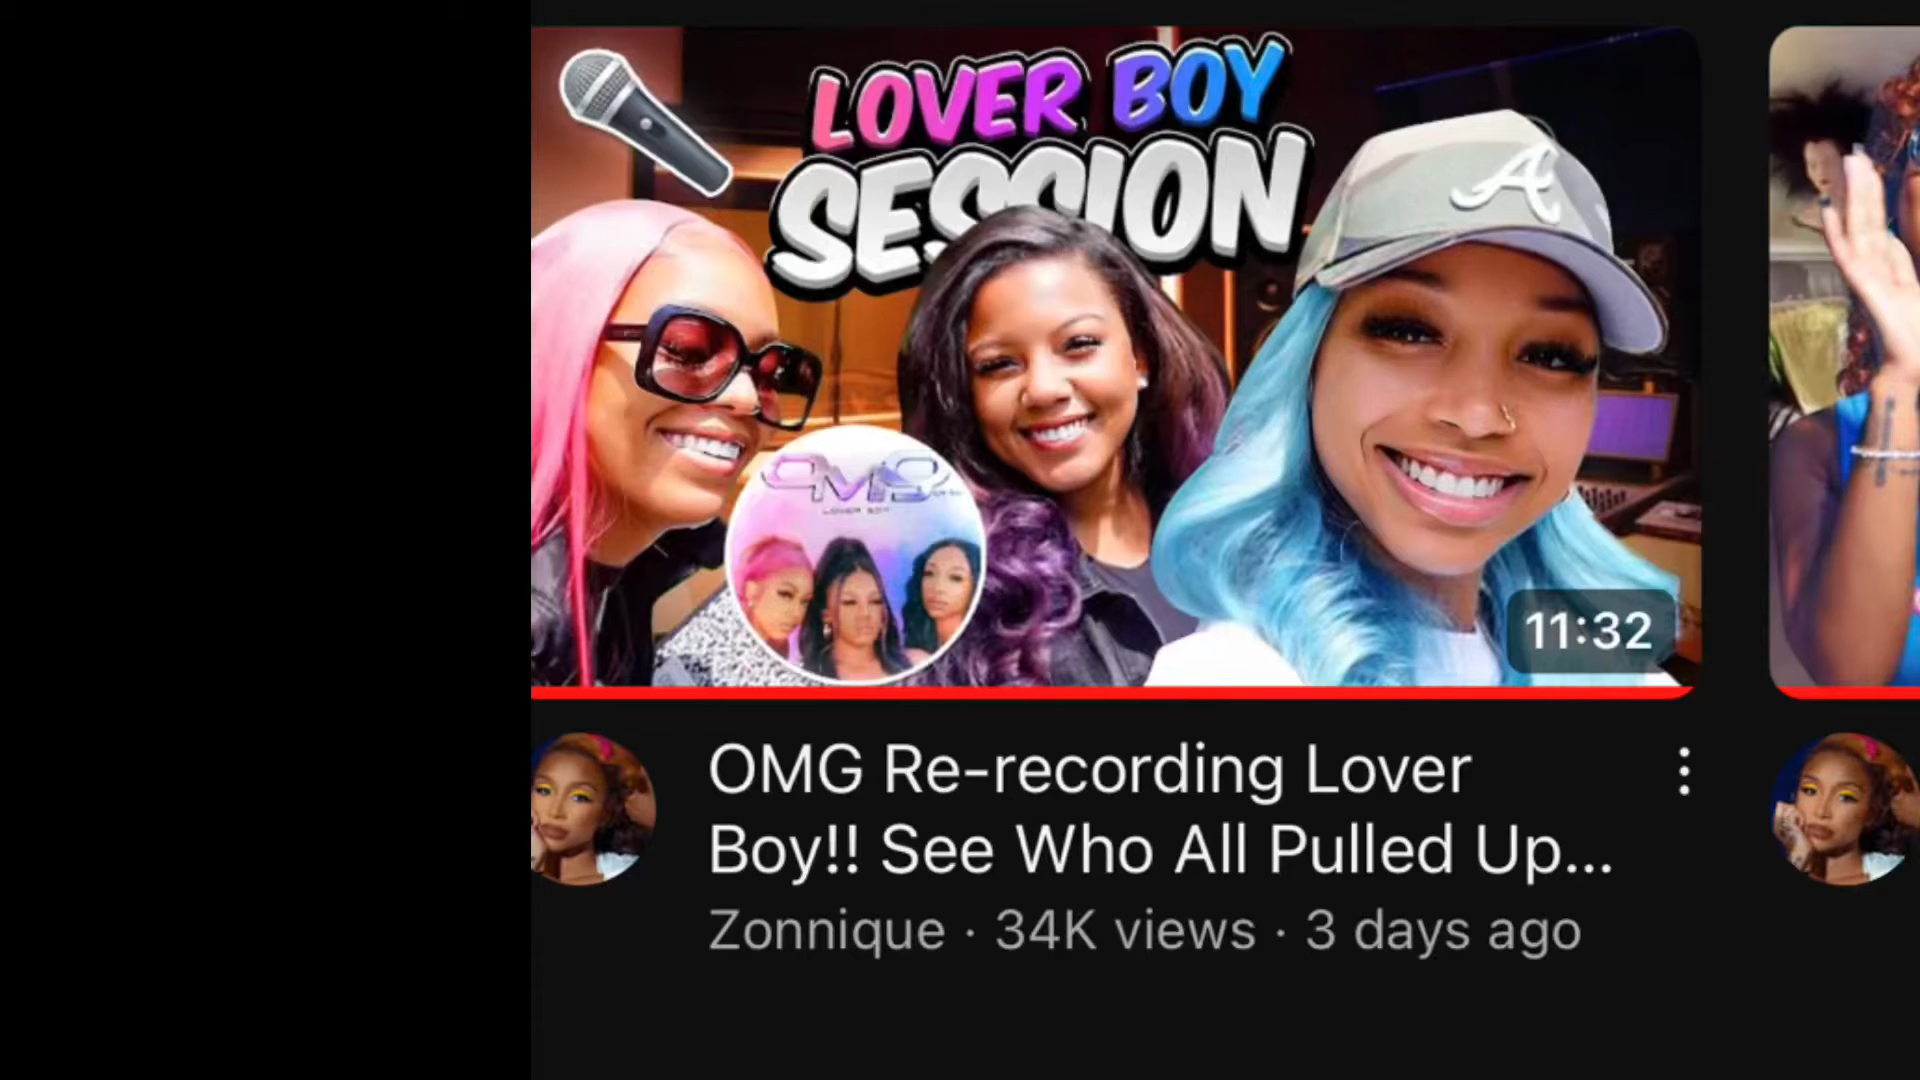 LOVER BOY
SESSION
A
OMG
LOVER BOY
11:32
OMG Re-recording Lover
Boy!! See Who All Pulled Up...
Zonnique · 34K views · 3 days ago